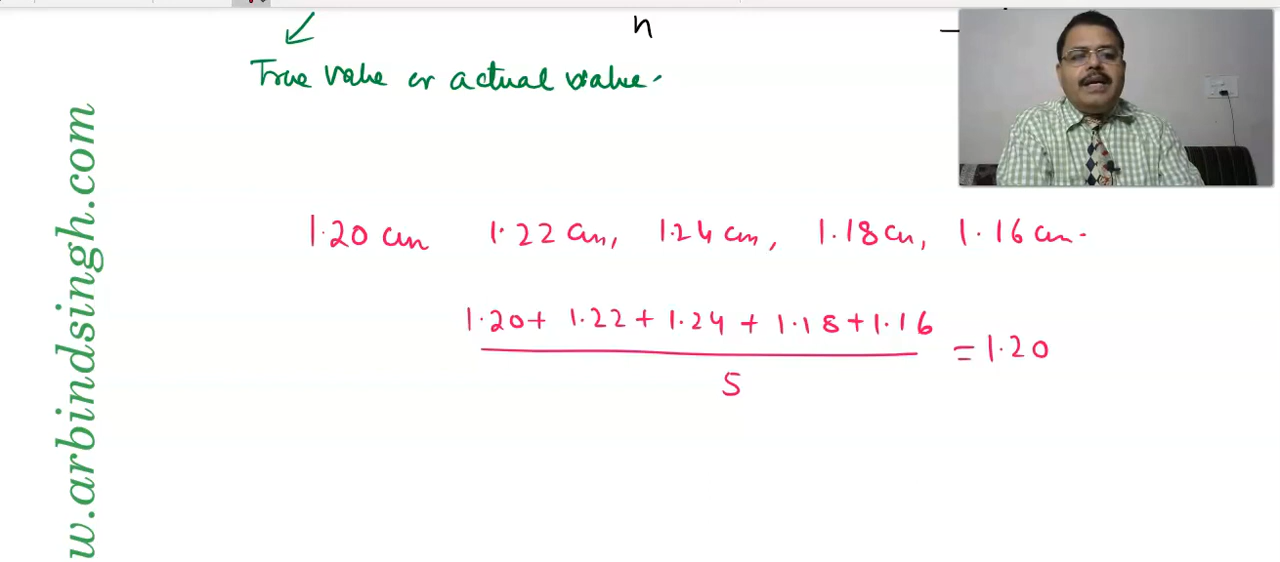 n
True value or actual value.
1.20 cm 1.22 cm, 1.24 cm, 1.18 cm, 1.16 cm.
1.20+ 1.22 + 1.24 + 1.18 + 1.16
= 1.20
5
w.arbindsingh.com